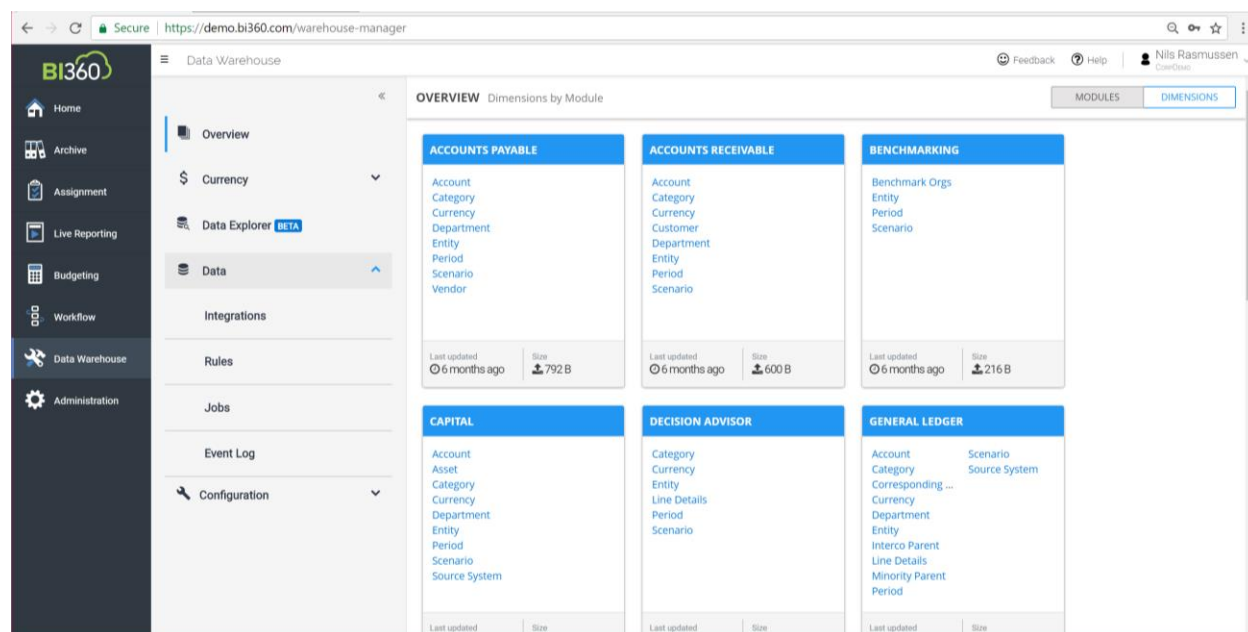 Secure | https://demo.bi360.com/warehouse-manager
BI360
Data Warehouse
Feedback
Help
Nils Rasmussen
Home
Archive
Assignment
Live Reporting
Budgeting
Workflow
Data Warehouse
Administration
Overview
Currency
Data Explorer BETA
Data
Integrations
Rules
Jobs
Event Log
Configuration
OVERVIEW Dimensions by Module
MODULES
DIMENSIONS
ACCOUNTS PAYABLE
Account
Category
Currency
Department
Entity
Period
Scenario
Vendor
Last updated
6 months ago
Size
792 B
ACCOUNTS RECEIVABLE
Account
Category
Currency
Customer
Department
Entity
Period
Scenario
Last updated
6 months ago
Size
600 B
BENCHMARKING
Benchmark Orgs
Entity
Period
Scenario
Last updated
6 months ago
Size
216 B
CAPITAL
Account
Asset
Category
Currency
Department
Entity
Period
Scenario
Source System
Last updated
Size
DECISION ADVISOR
Category
Currency
Entity
Line Details
Period
Scenario
Last updated
Size
GENERAL LEDGER
Account
Category
Corresponding ...
Currency
Department
Entity
Interco Parent
Line Details
Minority Parent
Period
Scenario
Source System
Last updated
Size